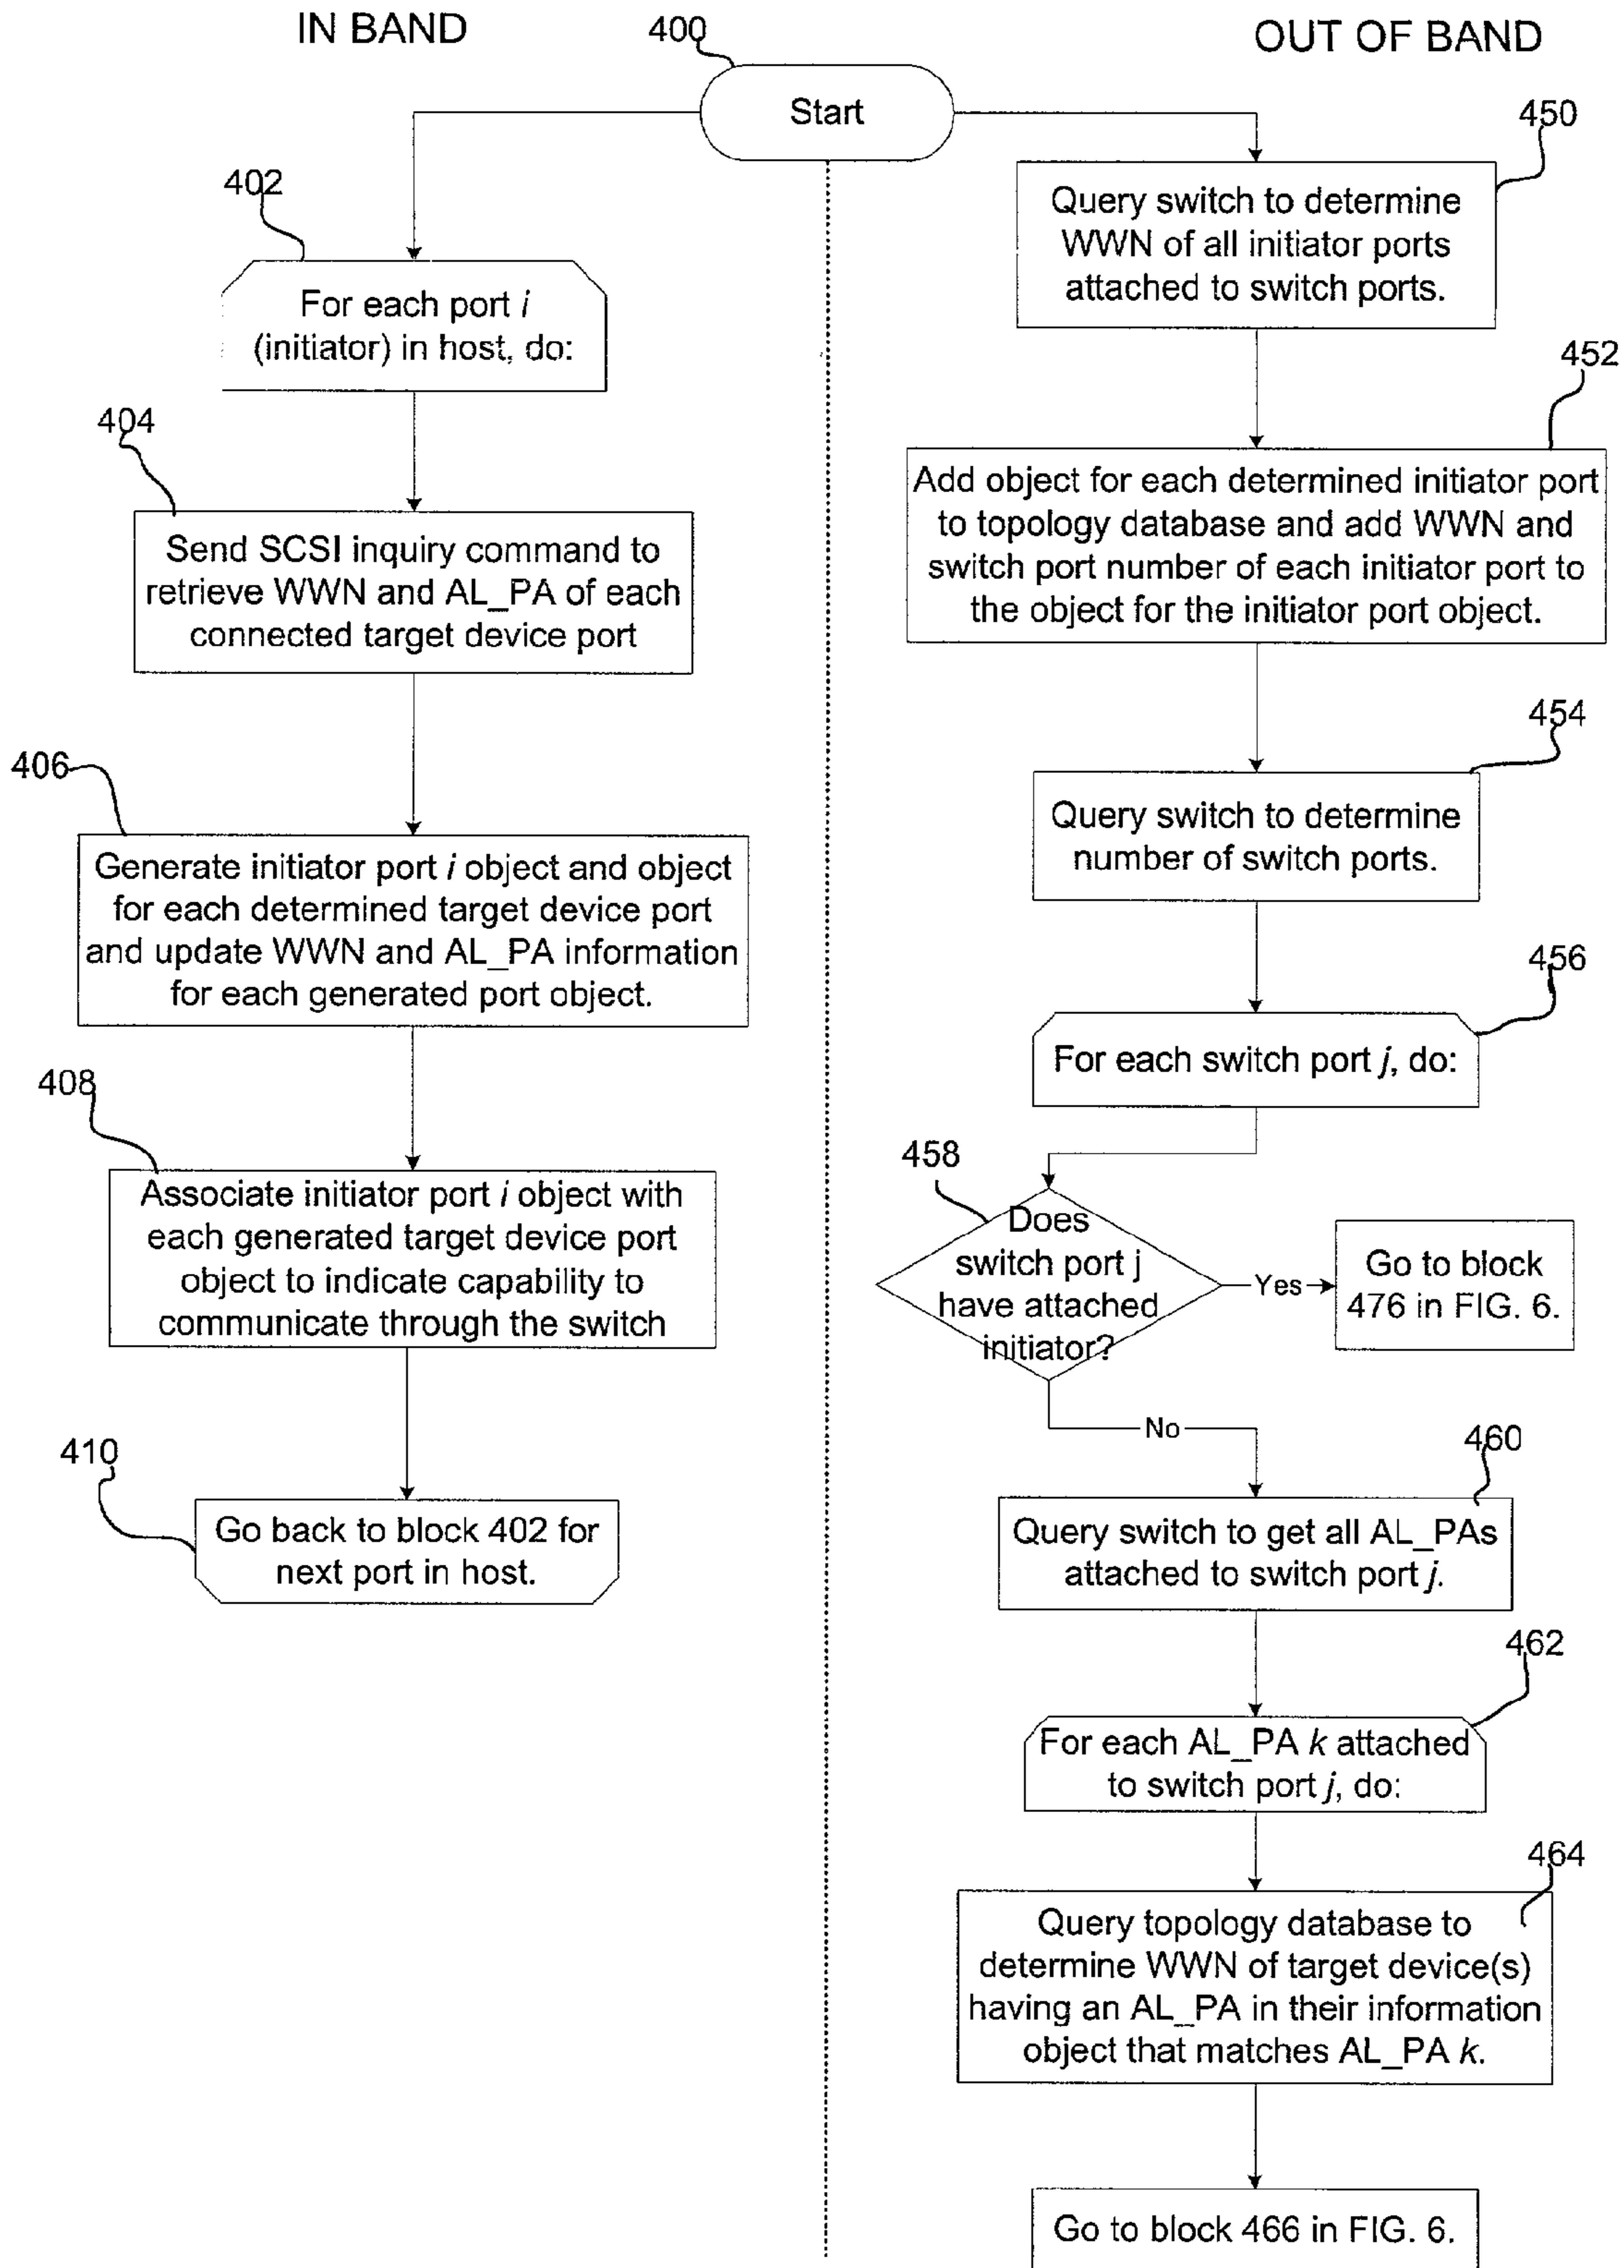 IN BAND
400
OUT OF BAND
Start
402
For each port i
(initiator) in host, do:
404
Send SCSI inquiry command to
retrieve WWN and AL_PA of each
connected target device port
406
Generate initiator port i object and object
for each determined target device port
and update WWN and AL_PA information
for each generated port object.
408
Associate initiator port i object with
each generated target device port
object to indicate capability to
communicate through the switch
410
Go back to block 402 for
next port in host.
450
Query switch to determine
WWN of all initiator ports
attached to switch ports.
452
Add object for each determined initiator port
to topology database and add WWN and
switch port number of each initiator port to
the object for the initiator port object.
454
Query switch to determine
number of switch ports.
456
For each switch port j, do:
458
Does
switch port j
have attached
initiator?
Yes
Go to block
476 in FIG. 6.
No
460
Query switch to get all AL_PAs
attached to switch port j.
462
For each AL_PA k attached
to switch port j, do:
464
Query topology database to
determine WWN of target device(s)
having an AL_PA in their information
object that matches AL_PA k.
Go to block 466 in FIG. 6.